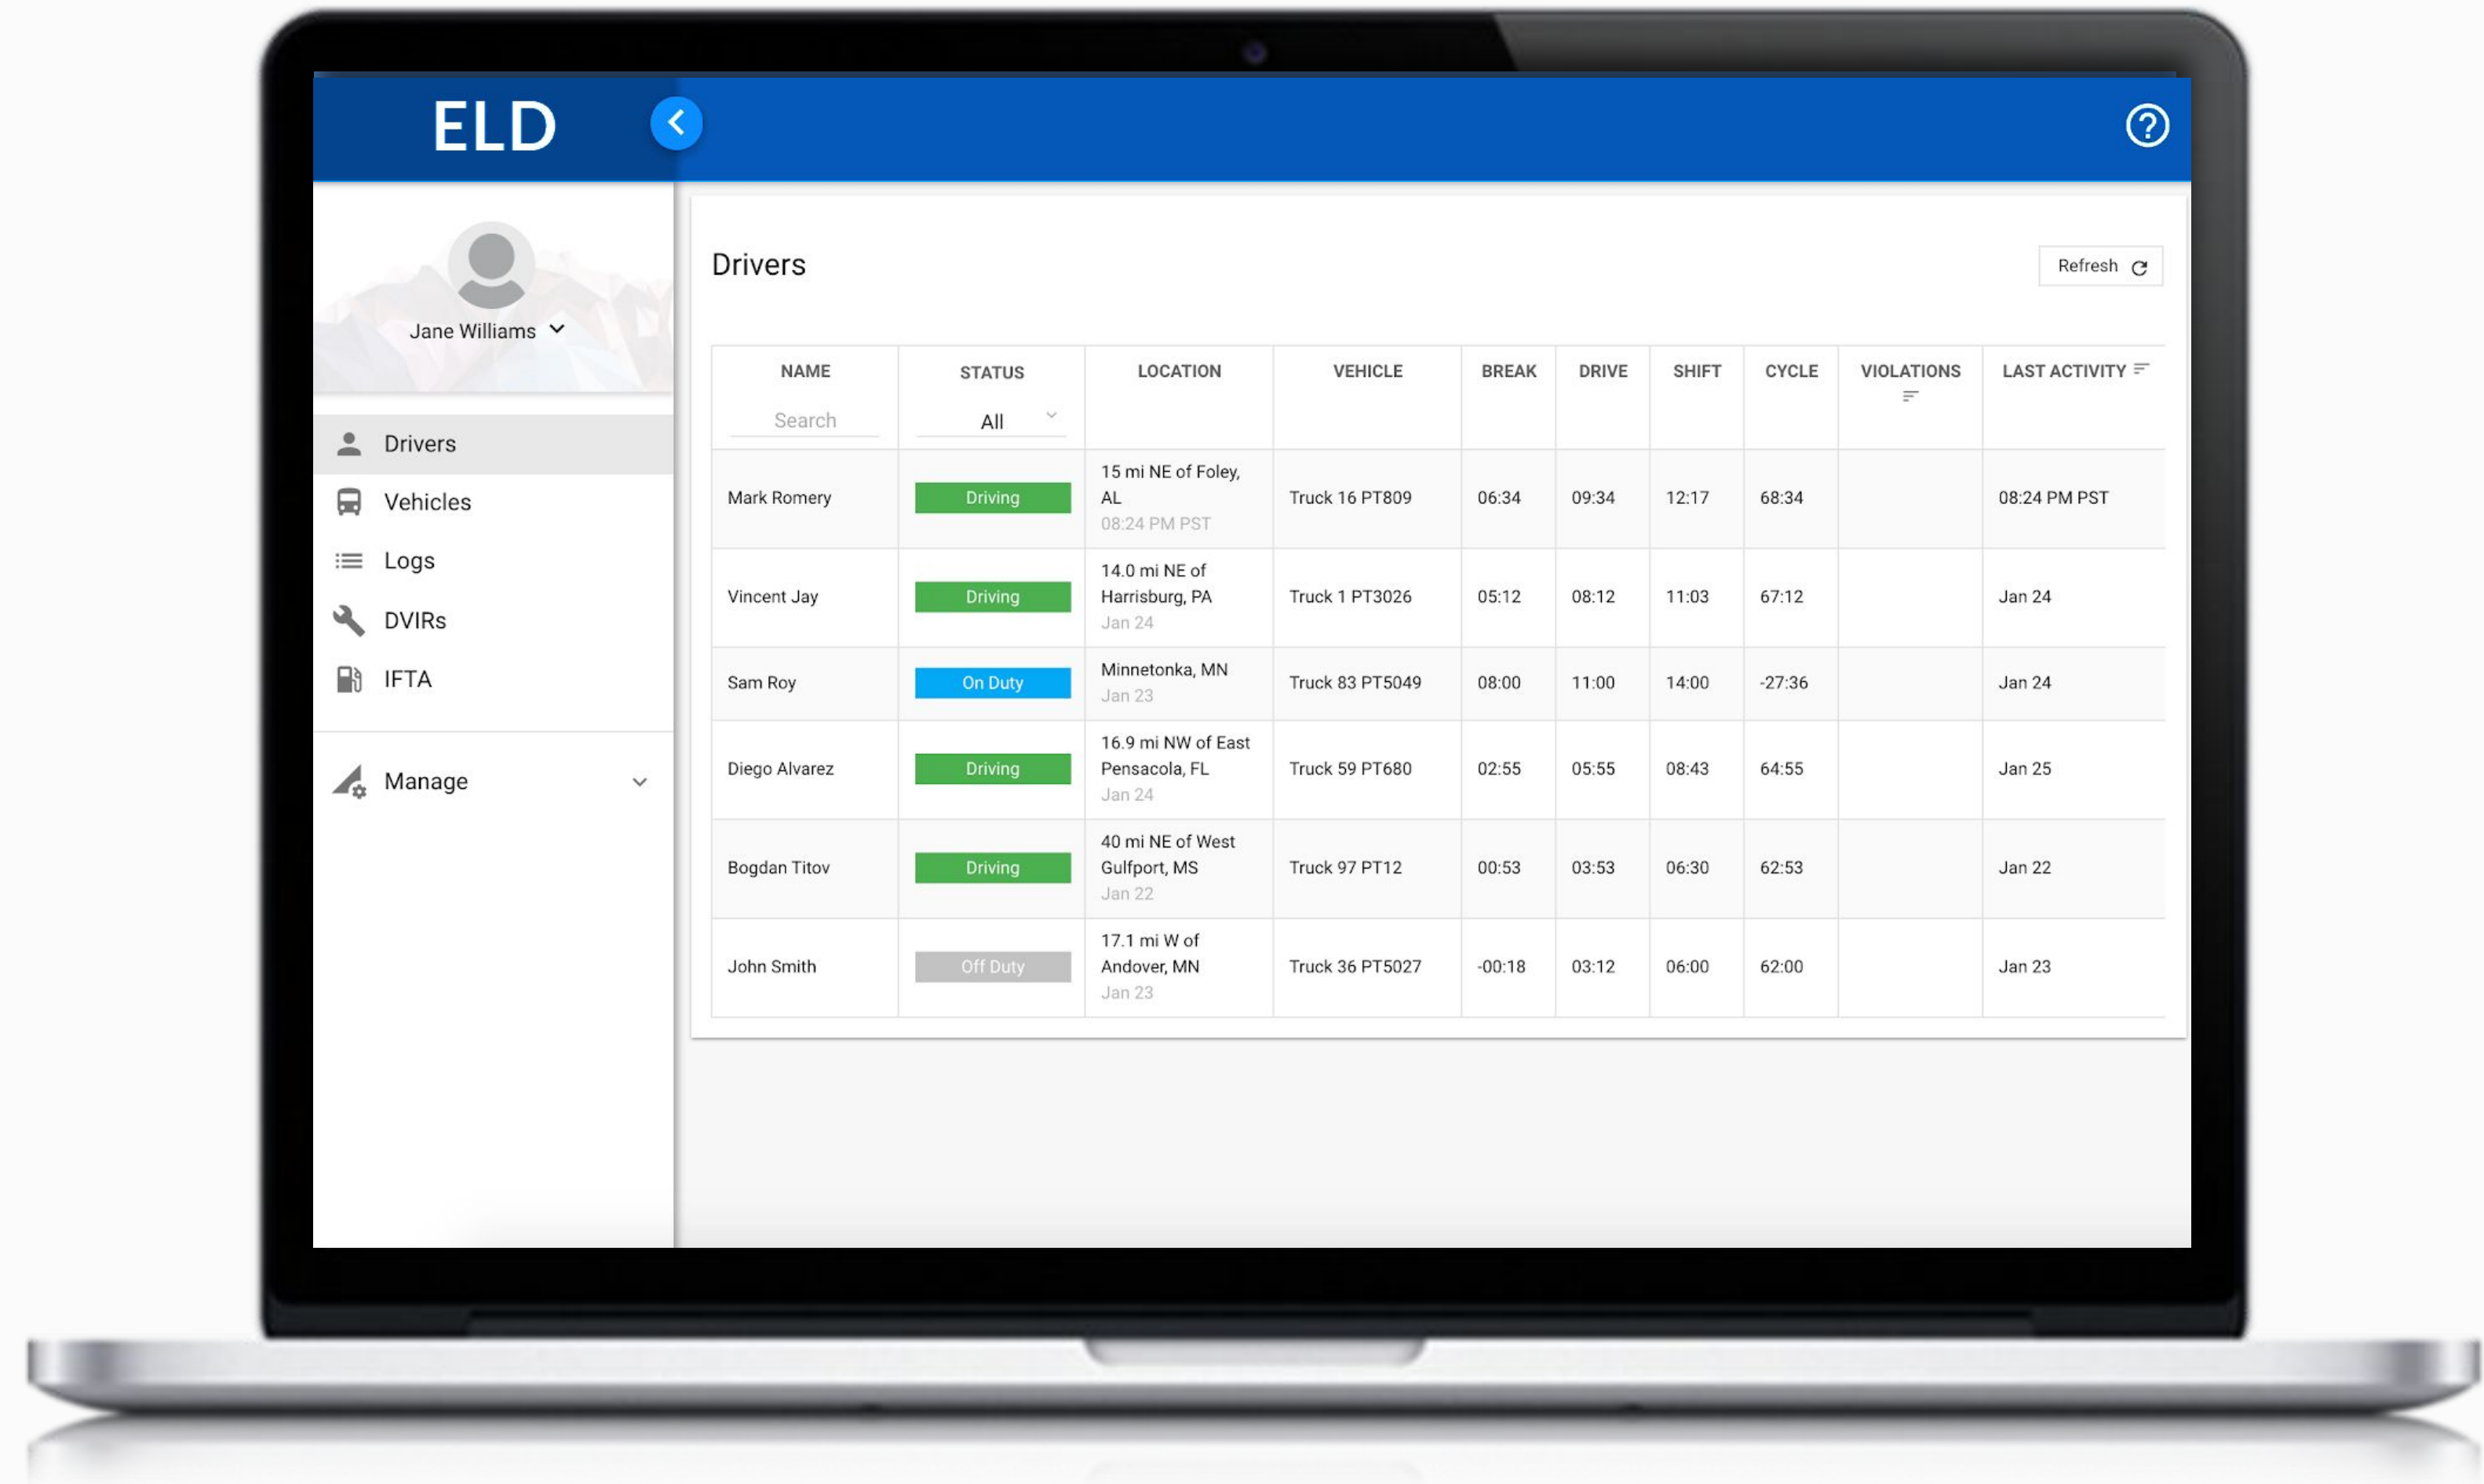 ELD
Jane Williams
Drivers
Vehicles
Logs
DVIRs
IFTA
Manage
Drivers
Refresh
NAME STATUS LOCATION VEHICLE BREAK DRIVE SHIFT CYCLE VIOLATIONS LAST ACTIVITY
Search All
Mark Romery Driving 15 mi NE of Foley,
AL
08:24 PM PST Truck 16 PT809 06:34 09:34 12:17 68:34 08:24 PM PST
Vincent Jay Driving 14.0 mi NE of
Harrisburg, PA
Jan 24 Truck 1 PT3026 05:12 08:12 11:03 67:12 Jan 24
Sam Roy On Duty Minnetonka, MN
Jan 23 Truck 83 PT5049 08:00 11:00 14:00 -27:36 Jan 24
Diego Alvarez Driving 16.9 mi NW of East
Pensacola, FL
Jan 24 Truck 59 PT680 02:55 05:55 08:43 64:55 Jan 25
Bogdan Titov Driving 40 mi NE of West
Gulfport, MS
Jan 22 Truck 97 PT12 00:53 03:53 06:30 62:53 Jan 22
John Smith Off Duty 17.1 mi W of
Andover, MN
Jan 23 Truck 36 PT5027 -00:18 03:12 06:00 62:00 Jan 23